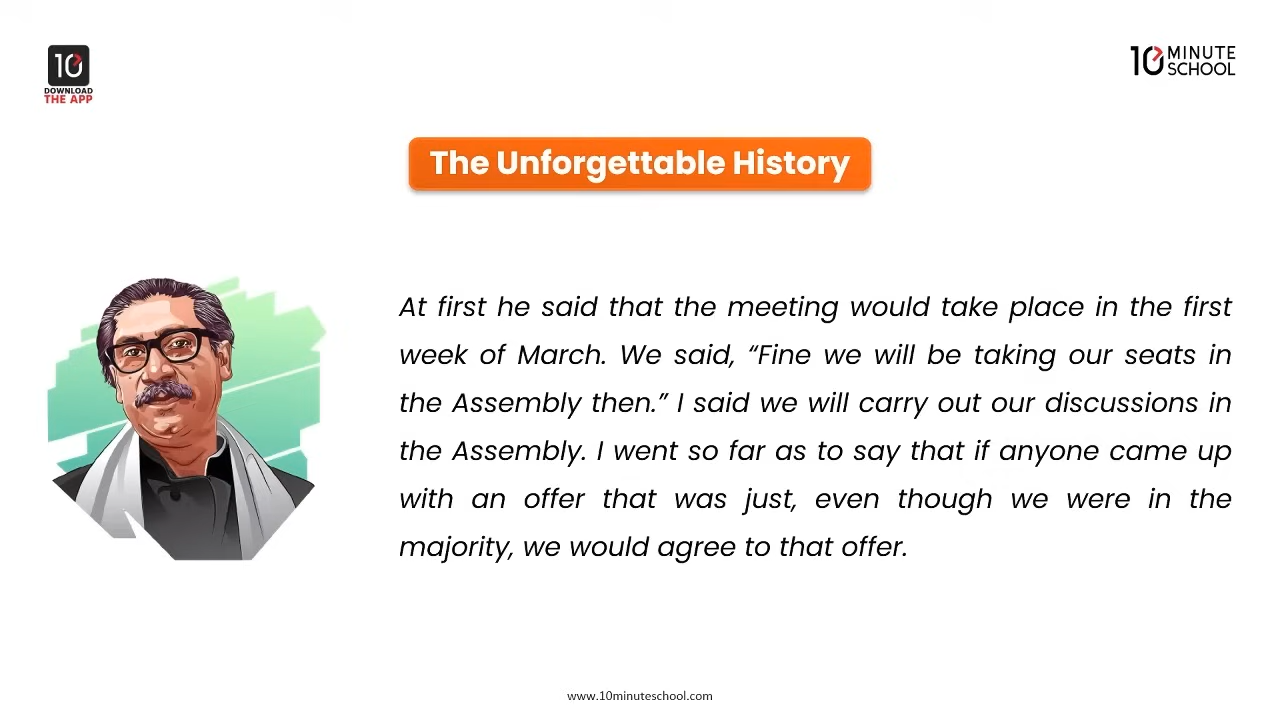 10
DOWNLOAD
THE APP
10 MINUTE
SCHOOL
The Unforgettable History
At first he said that the meeting would take place in the first
week of March. We said, “Fine we will be taking our seats in
the Assembly then.” I said we will carry out our discussions in
the Assembly. I went so far as to say that if anyone came up
with an offer that was just, even though we were in the
majority, we would agree to that offer.
www.10minuteschool.com